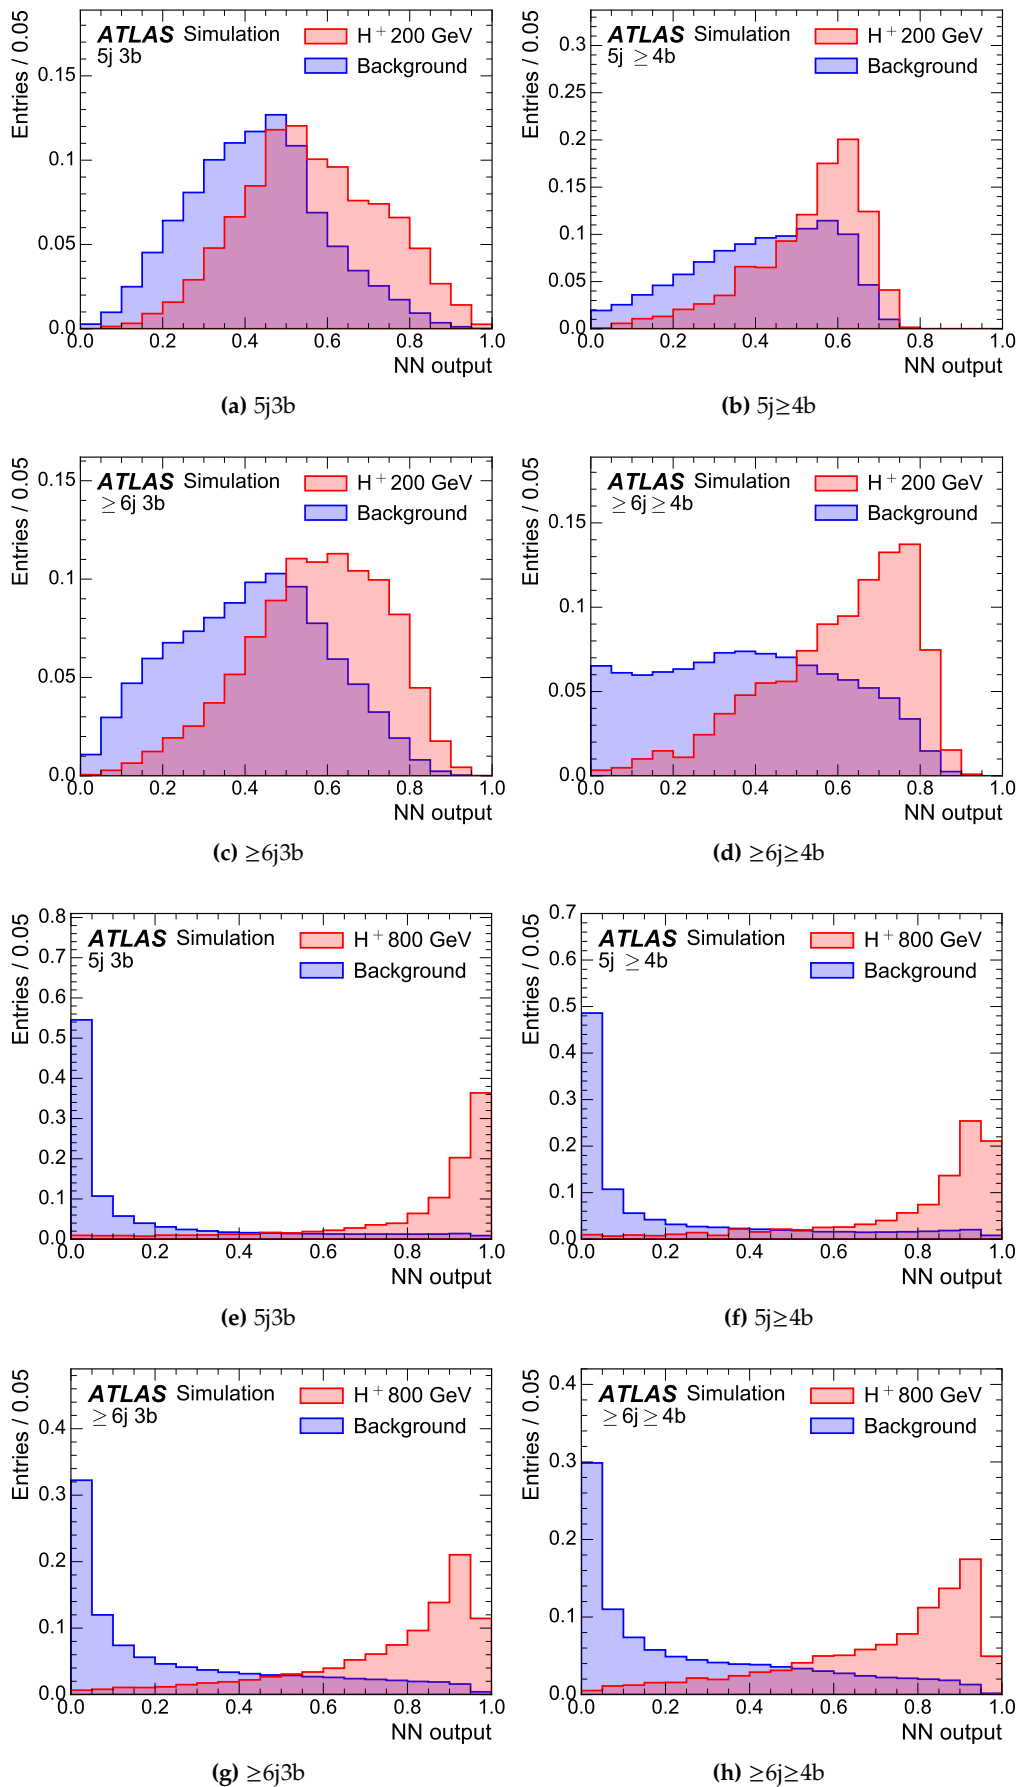 Entries / 0.05
ATLAS Simulation
5j 3b
H+ 200 GeV
Background
0.15
0.1
0.05
0.0
0.0 0.2 0.4 0.6 0.8 1.0
NN output
(a) 5j3b
Entries / 0.05
ATLAS Simulation
5j ≥4b
H+ 200 GeV
Background
0.3
0.25
0.2
0.15
0.1
0.05
0.0
0.0 0.2 0.4 0.6 0.8 1.0
NN output
(b) 5j≥4b
Entries / 0.05
ATLAS Simulation
≥ 6j 3b
H+ 200 GeV
Background
0.15
0.1
0.05
0.0
0.0 0.2 0.4 0.6 0.8 1.0
NN output
(c) ≥6j3b
Entries / 0.05
ATLAS Simulation
≥ 6j ≥ 4b
H+ 200 GeV
Background
0.15
0.1
0.05
0.0
0.0 0.2 0.4 0.6 0.8 1.0
NN output
(d) ≥6j≥4b
Entries / 0.05
ATLAS Simulation
5j 3b
H+ 800 GeV
Background
0.8
0.7
0.6
0.5
0.4
0.3
0.2
0.1
0.0
0.0 0.2 0.4 0.6 0.8 1.0
NN output
(e) 5j3b
Entries / 0.05
ATLAS Simulation
5j ≥4b
H+ 800 GeV
Background
0.7
0.6
0.5
0.4
0.3
0.2
0.1
0.0
0.0 0.2 0.4 0.6 0.8 1.0
NN output
(f) 5j≥4b
Entries / 0.05
ATLAS Simulation
≥ 6j 3b
H+ 800 GeV
Background
0.4
0.3
0.2
0.1
0.0
0.0 0.2 0.4 0.6 0.8 1.0
NN output
(g) ≥6j3b
Entries / 0.05
ATLAS Simulation
≥ 6j ≥ 4b
H+ 800 GeV
Background
0.4
0.3
0.2
0.1
0.0
0.0 0.2 0.4 0.6 0.8 1.0
NN output
(h) ≥6j≥4b